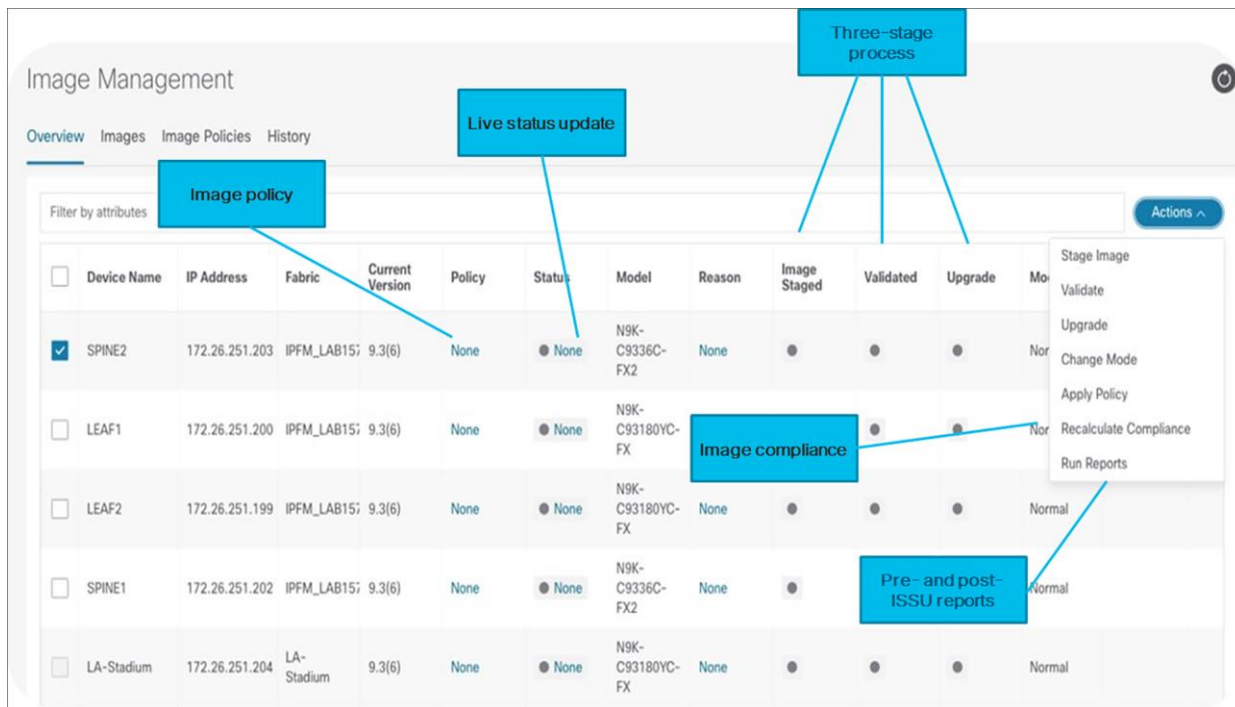 Three-stage
process
Image Management
Live status update
Overview Images Image Policies History
Image policy
Filter by attributes
Actions
Device Name IP Address Fabric Current Version Policy Status Model Reason Image Staged Validated Upgrade
Stage Image
Validate
Upgrade
Change Mode
Apply Policy
Recalculate Compliance
Run Reports
SPINE2 172.26.251.203 IPFM_LAB157 9.3(6) None None N9K-C9336C-FX2 None Nor
LEAF1 172.26.251.200 IPFM_LAB157 9.3(6) None None N9K-C93180YC-FX Nor
Image compliance
LEAF2 172.26.251.199 IPFM_LAB157 9.3(6) None None N9K-C93180YC-FX None Normal
SPINE1 172.26.251.202 IPFM_LAB157 9.3(6) None None N9K-C9336C-FX2 None Normal
Pre- and post-
ISSU reports
LA-Stadium 172.26.251.204 LA-Stadium 9.3(6) None None N9K-C93180YC-FX None Normal